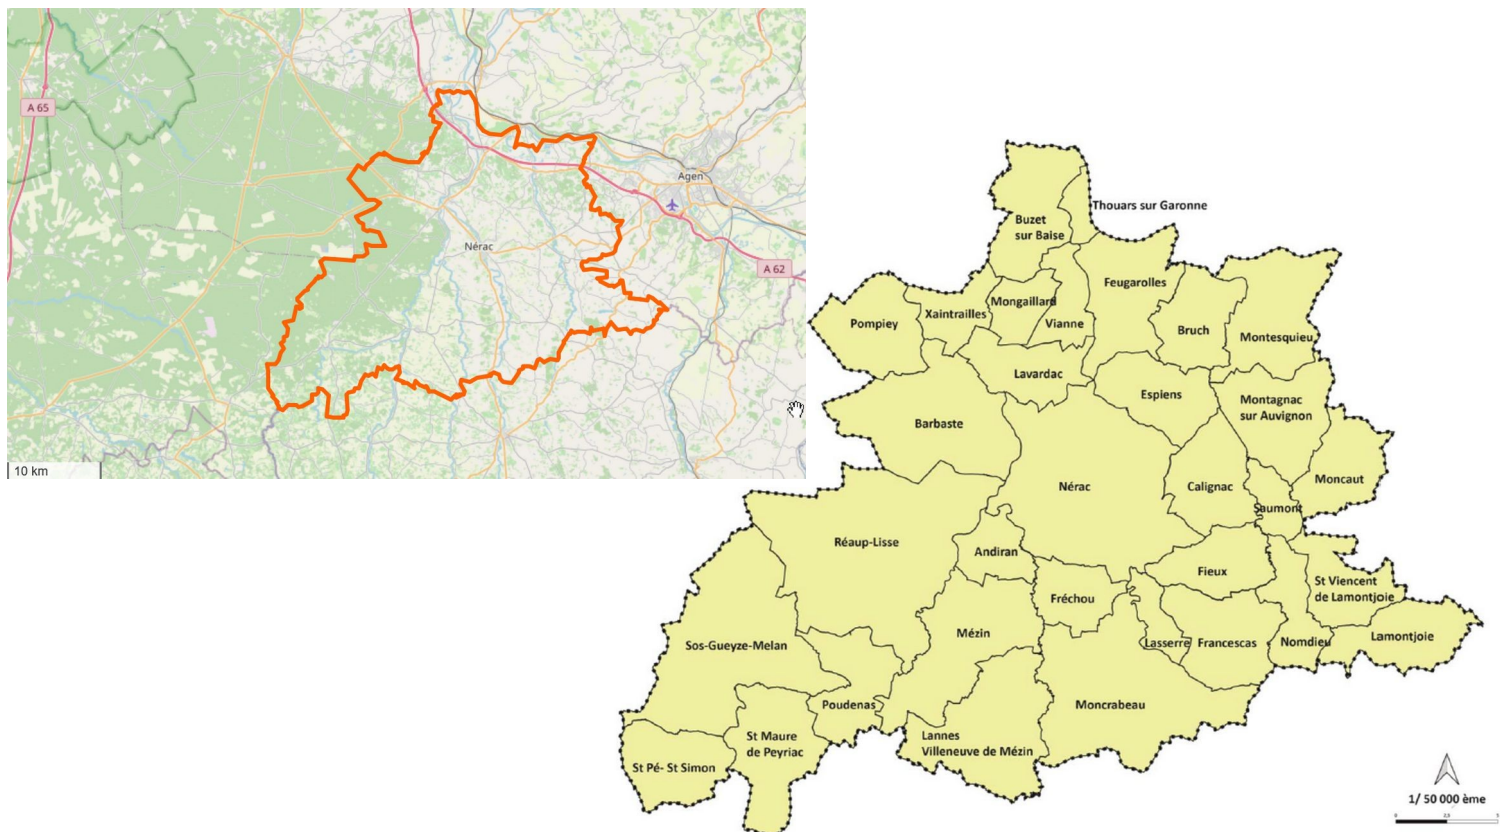 A 65
Agen
Nérac
A 62
10 km
Thouars sur Garonne
Buzet
sur Baise
Feugarolles
Mongaillard
Xaintrailles
Pompiey
Vianne
Bruch
Montesquieu
Lavardac
Espiens
Montagnac
sur Auvignon
Barbaste
Moncaut
Nérac
Calignac
Saumont
Réaup-Lisse
Andiran
Fieux
St Viencent
de Lamontjoie
Fréchou
Mézin
Lamontjoie
Sos-Gueyze-Melan
Lasserre
Francescas
Nomdieu
Poudenas
Moncrabeau
St Maure
de Peyriac
Lannes
Villeneuve de Mézin
St Pé- St Simon
1/ 50 000 ème